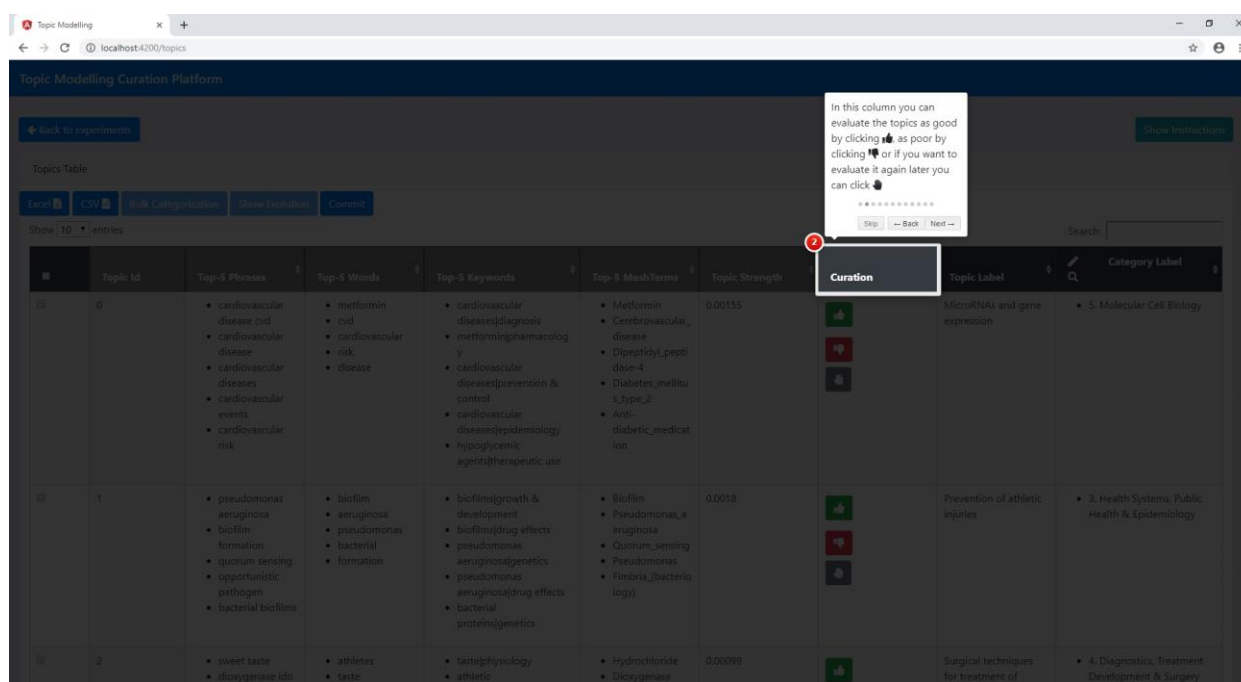 Topic Modelling
localhost:4200/topics
Topic Modelling Curation Platform
Back to experiments
Show Instructions
In this column you can
evaluate the topics as good
by clicking , as poor by
clicking or if you want to
evaluate it again later you
can click
Skip ← Back Next →
Topics Table
Excel CSV Bulk Categorization Show Evolution Commit
Show 10 entries
Search:
2
Topic Id Top-5 Phrases Top-5 Words Top-5 Keywords Top-5 MeshTerms Topic Strength Curation Topic Label Category Label
0
• cardiovascular
disease cvd
• cardiovascular
disease
• cardiovascular
diseases
• cardiovascular
events
• cardiovascular
risk
• metformin
• cvd
• cardiovascular
• risk
• disease
• cardiovascular
diseases|diagnosis
• metformin|pharmacolog
y
• cardiovascular
diseases|prevention &
control
• cardiovascular
diseases|epidemiology
• hypoglycemic
agents|therapeutic use
• Metformin
• Cerebrovascular_
disease
• Dipeptidyl_pepti
dase-4
• Diabetes_mellitu
s_type_2
• Anti-
diabetic_medicat
ion
0.00155
MicroRNAs and gene
expression
• 5. Molecular Cell Biology
1
• pseudomonas
aeruginosa
• biofilm
formation
• quorum sensing
• opportunistic
pathogen
• bacterial biofilms
• biofilm
• aeruginosa
• pseudomonas
• bacterial
• formation
• biofilms|growth &
development
• biofilms|drug effects
• pseudomonas
aeruginosa|genetics
• pseudomonas
aeruginosa|drug effects
• bacterial
proteins|genetics
• Biofilm
• Pseudomonas_a
eruginosa
• Quorum_sensing
• Pseudomonas
• Fimbria_(bacterio
logy)
0.0018
Prevention of athletic
injuries
• 3. Health Systems, Public
Health & Epidemiology
2
• sweet taste
• dioxygenase ido
• athletes
• taste
• taste|physiology
• athletic
• Hydrochloride
• Dioxygenase
0.00099
Surgical techniques
for treatment of
• 4. Diagnostics, Treatment
Development & Surgery